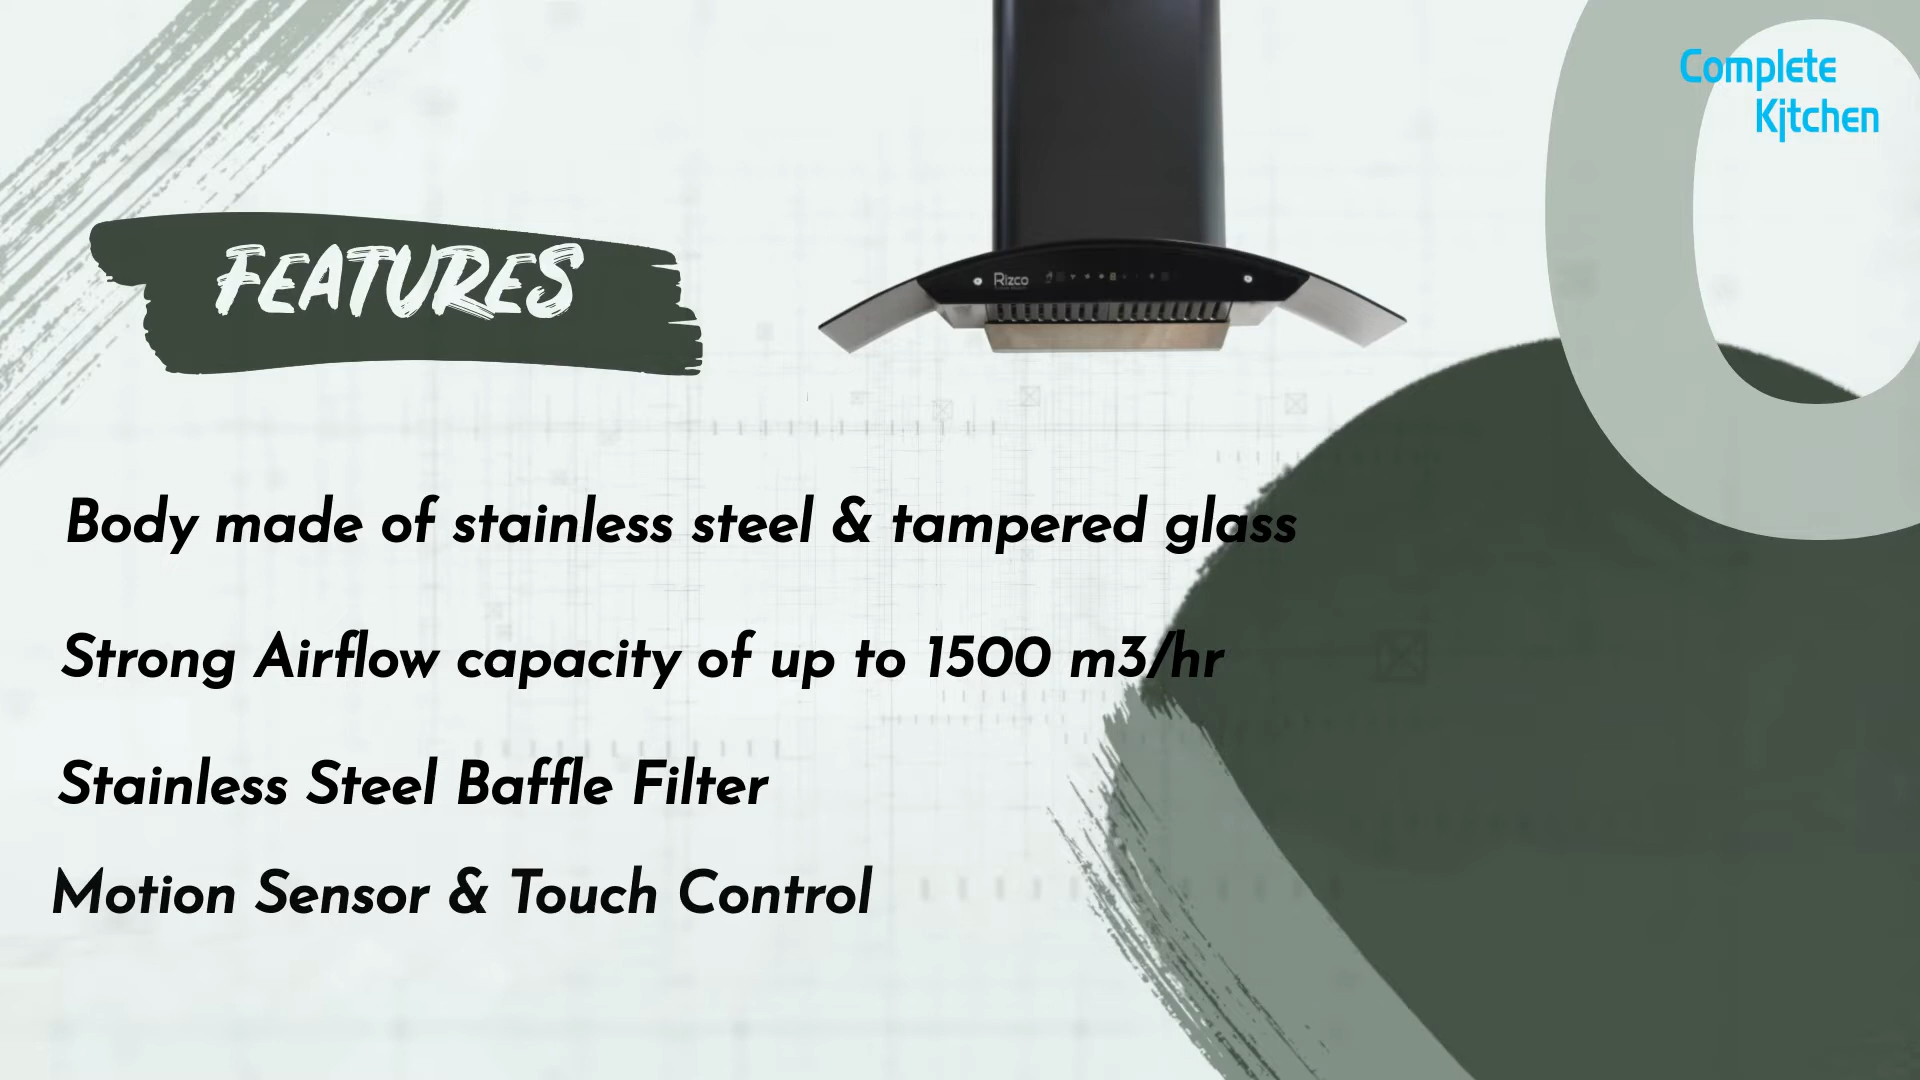 Complete
Kitchen
FEATURES
Rizco
Body made of stainless steel & tampered glass
Strong Airflow capacity of up to 1500 m3/hr
Stainless Steel Baffle Filter
Motion Sensor & Touch Control